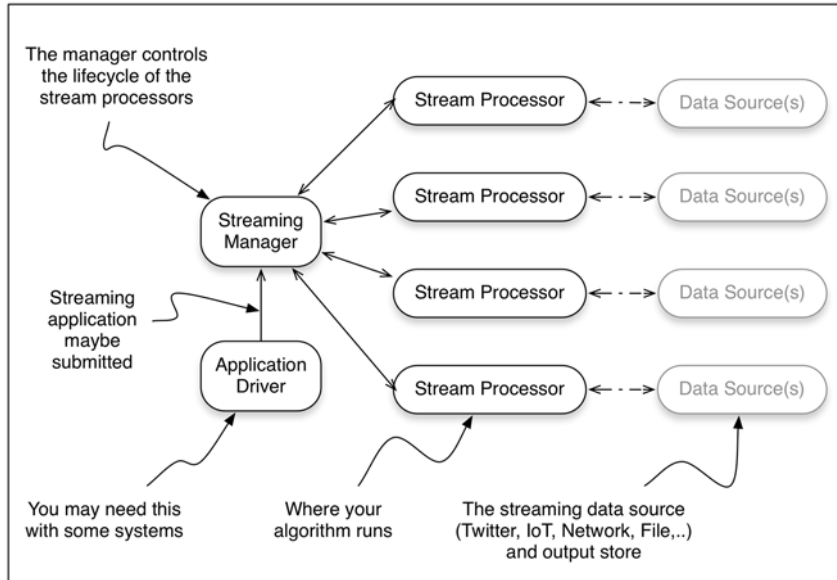 The manager controls
the lifecycle of the
stream processors
Stream Processor
Data Source(s)
Stream Processor
Data Source(s)
Streaming
Manager
Stream Processor
Data Source(s)
Streaming
application
maybe
submitted
Application
Driver
Stream Processor
Data Source(s)
You may need this
with some systems
Where your
algorithm runs
The streaming data source
(Twitter, IoT, Network, File,..)
and output store